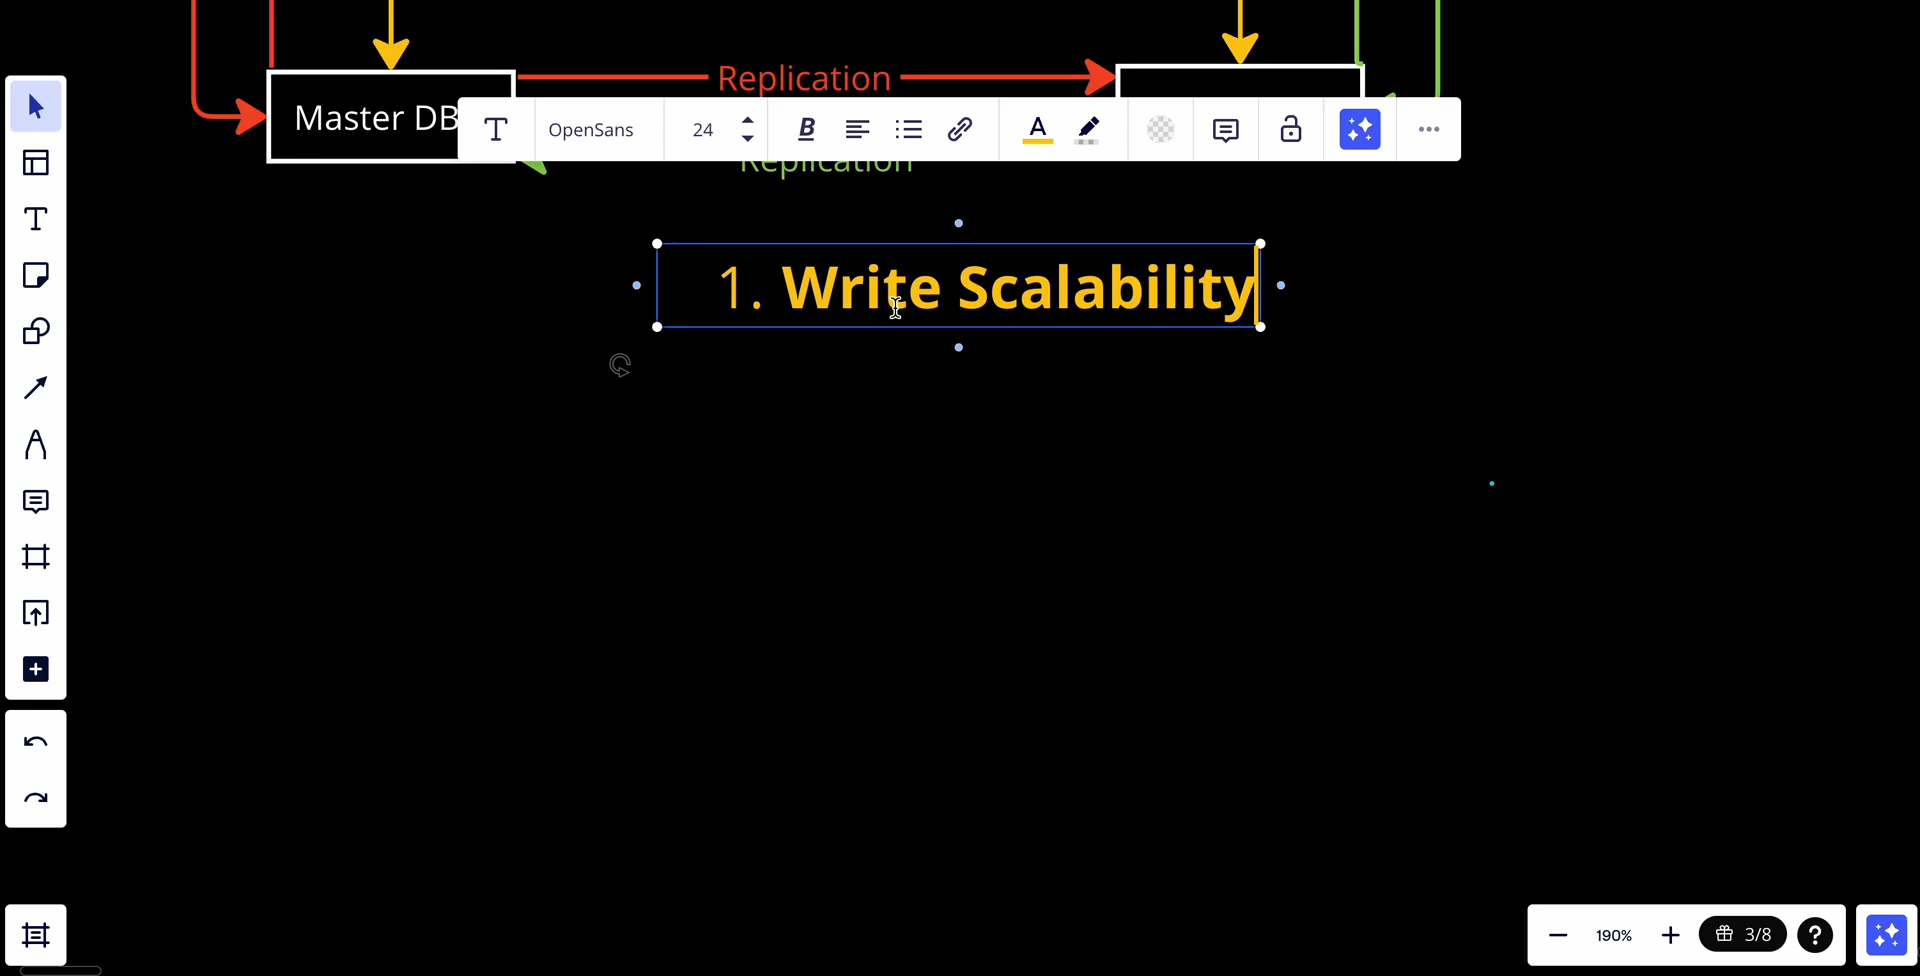 Replication
Master DB
OpenSans
24
B
A
Replication
1. Write Scalability
190%
3/8
?